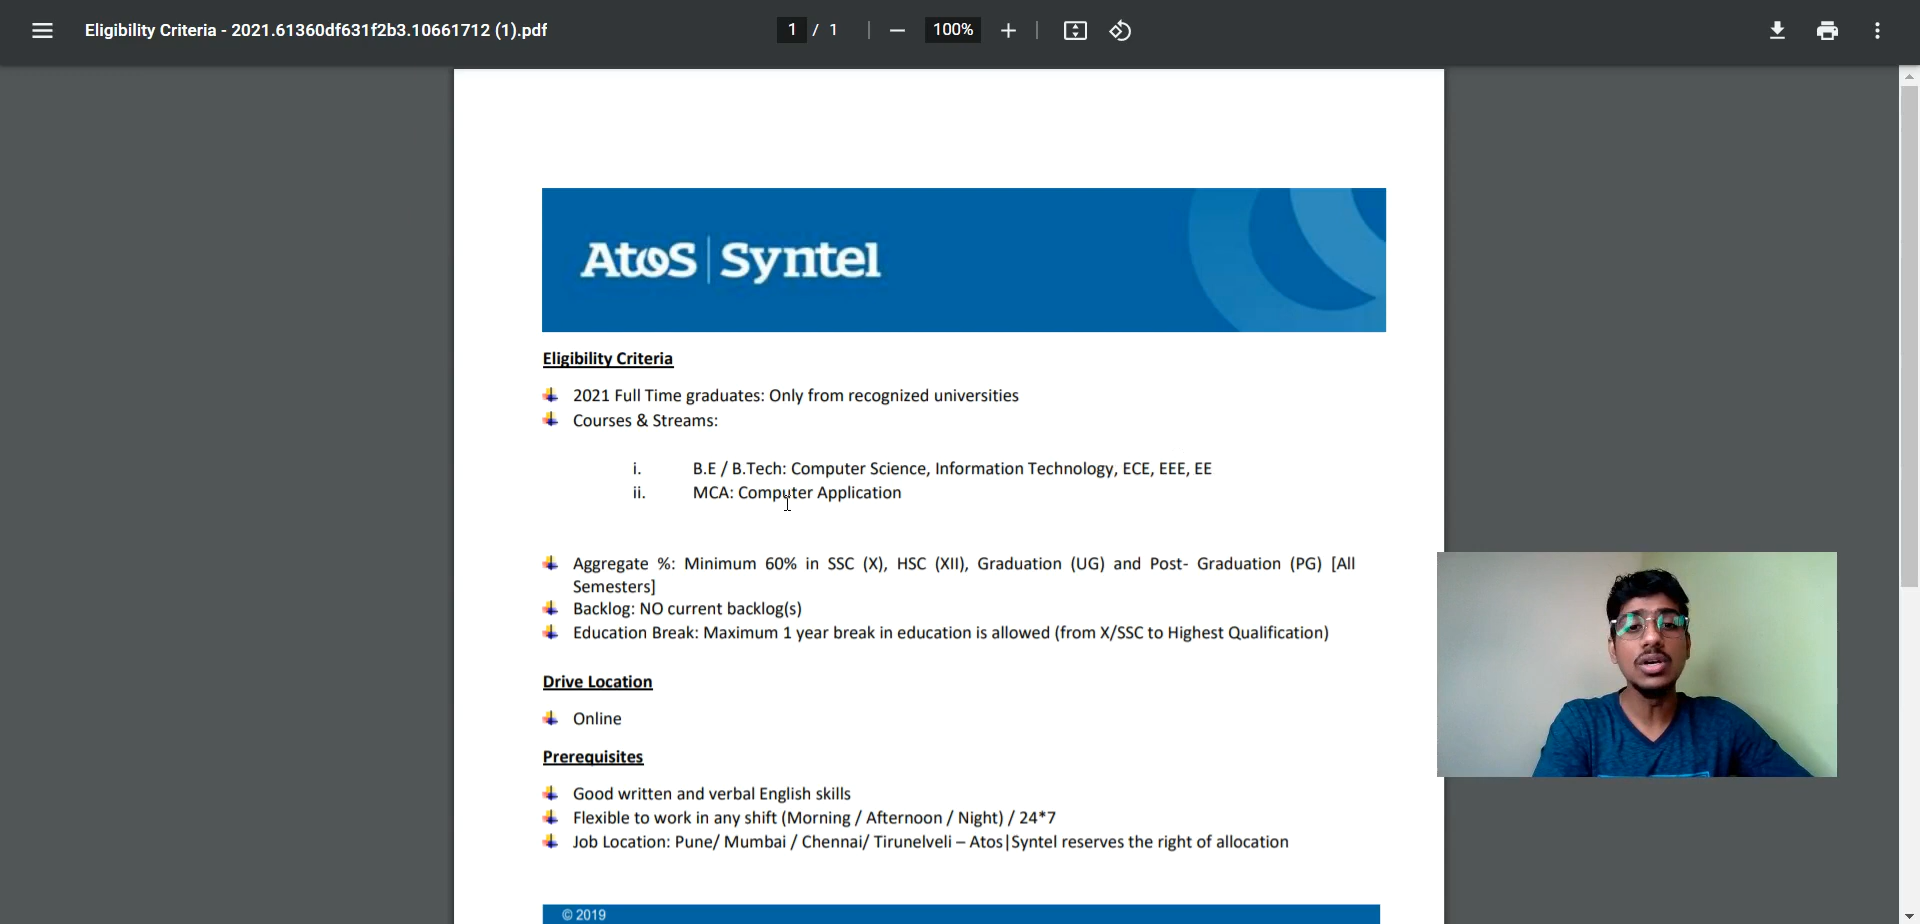 Eligibility Criteria - 2021.61360df631f2b3.10661712 (1).pdf
1 / 1
100%
Atos | Syntel
Eligibility Criteria
2021 Full Time graduates: Only from recognized universities
Courses & Streams:
i. B.E / B.Tech: Computer Science, Information Technology, ECE, EEE, EE
ii. MCA: Computer Application
Aggregate %: Minimum 60% in SSC (X), HSC (XII), Graduation (UG) and Post- Graduation (PG) [All
Semesters]
Backlog: NO current backlog(s)
Education Break: Maximum 1 year break in education is allowed (from X/SSC to Highest Qualification)
Drive Location
Online
Prerequisites
Good written and verbal English skills
Flexible to work in any shift (Morning / Afternoon / Night) / 24*7
Job Location: Pune/ Mumbai / Chennai/ Tirunelveli – Atos|Syntel reserves the right of allocation
© 2019